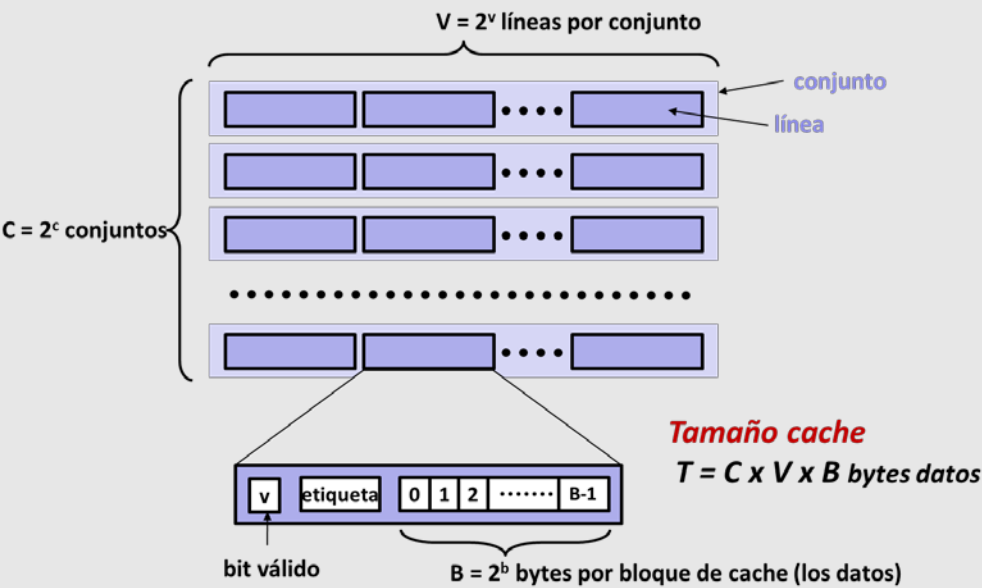 V = 2ᵛ líneas por conjunto
conjunto
línea
C = 2ᶜ conjuntos
Tamaño cache
T = C x V x B bytes datos
v etiqueta 0 1 2 ....... B-1
bit válido
B = 2ᵇ bytes por bloque de cache (los datos)